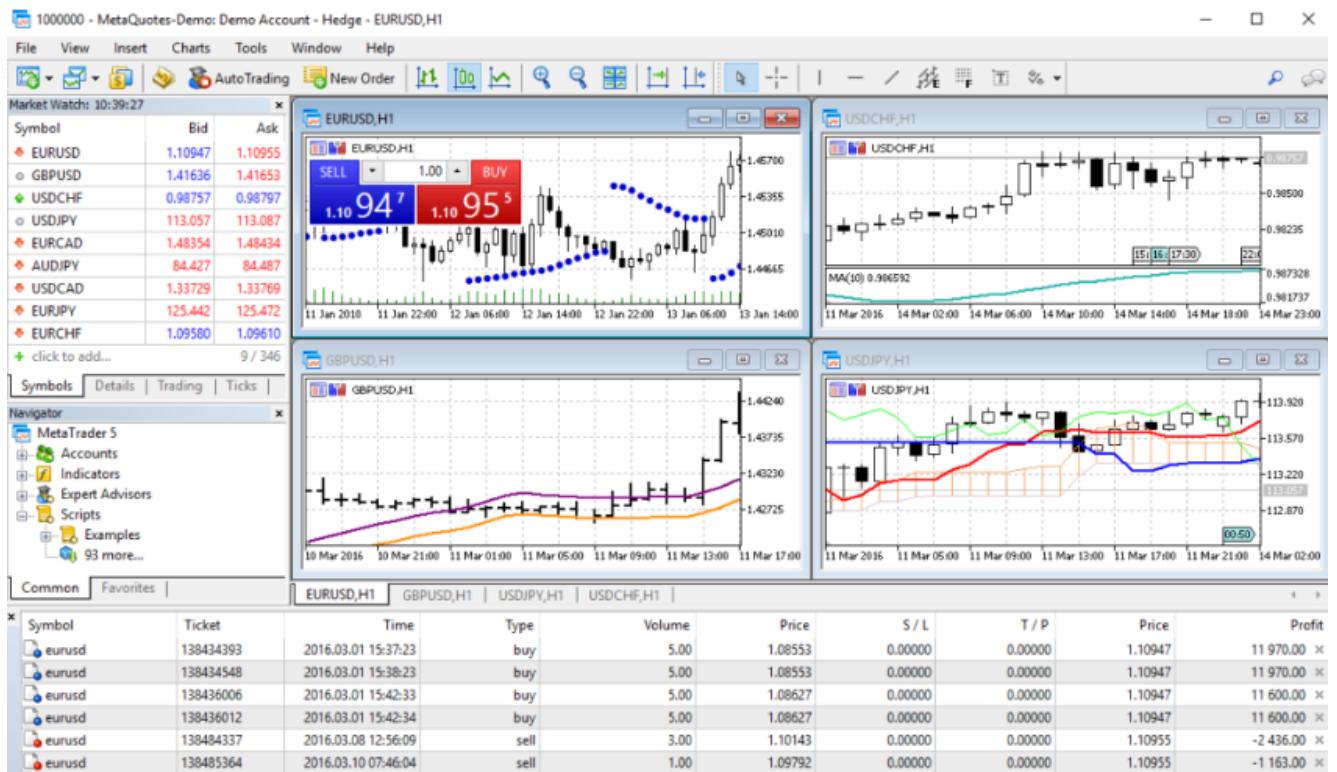 1000000 - MetaQuotes-Demo: Demo Account - Hedge - EURUSD,H1
File View Insert Charts Tools Window Help
AutoTrading New Order
Market Watch: 10:39:27
Symbol Bid Ask
EURUSD 1.10947 1.10955
GBPUSD 1.41636 1.41653
USDCHF 0.98757 0.98797
USDJPY 113.057 113.087
EURCAD 1.48354 1.48434
AUDJPY 84.427 84.487
USDCAD 1.33729 1.33769
EURJPY 125.442 125.472
EURCHF 1.09580 1.09610
click to add... 9 / 346
Symbols Details Trading Ticks
Navigator
MetaTrader 5
Accounts
Indicators
Expert Advisors
Scripts
Examples
93 more...
Common Favorites
EURUSD,H1
EURUSD,H1
SELL 1.00 BUY
1.10 94 7 1.10 95 5
1.45700
1.45355
1.45010
1.44665
11 Jan 2010 11 Jan 22:00 12 Jan 06:00 12 Jan 14:00 12 Jan 22:00 13 Jan 06:00 13 Jan 14:00
USDCHF,H1
USDCHF,H1
0.98757
0.98500
0.98235
15: 16: 17:30 22:
MA(10) 0.986592
0.987328
0.981737
11 Mar 2016 14 Mar 02:00 14 Mar 06:00 14 Mar 10:00 14 Mar 14:00 14 Mar 18:00 14 Mar 23:00
GBPUSD,H1
GBPUSD,H1
1.44240
1.43735
1.43230
1.42725
10 Mar 2016 10 Mar 21:00 11 Mar 01:00 11 Mar 05:00 11 Mar 09:00 11 Mar 13:00 11 Mar 17:00
USDJPY,H1
USDJPY,H1
113.920
113.570
113.220
113.057
112.870
00:50
11 Mar 2016 11 Mar 05:00 11 Mar 09:00 11 Mar 13:00 11 Mar 17:00 11 Mar 21:00 14 Mar 02:00
EURUSD,H1 GBPUSD,H1 USDJPY,H1 USDCHF,H1
Symbol Ticket Time Type Volume Price S / L T / P Price Profit
eurusd 138434393 2016.03.01 15:37:23 buy 5.00 1.08553 0.00000 0.00000 1.10947 11 970.00
eurusd 138434548 2016.03.01 15:38:23 buy 5.00 1.08553 0.00000 0.00000 1.10947 11 970.00
eurusd 138436006 2016.03.01 15:42:33 buy 5.00 1.08627 0.00000 0.00000 1.10947 11 600.00
eurusd 138436012 2016.03.01 15:42:34 buy 5.00 1.08627 0.00000 0.00000 1.10947 11 600.00
eurusd 138484337 2016.03.08 12:56:09 sell 3.00 1.10143 0.00000 0.00000 1.10955 -2 436.00
eurusd 138485364 2016.03.10 07:46:04 sell 1.00 1.09792 0.00000 0.00000 1.10955 -1 163.00